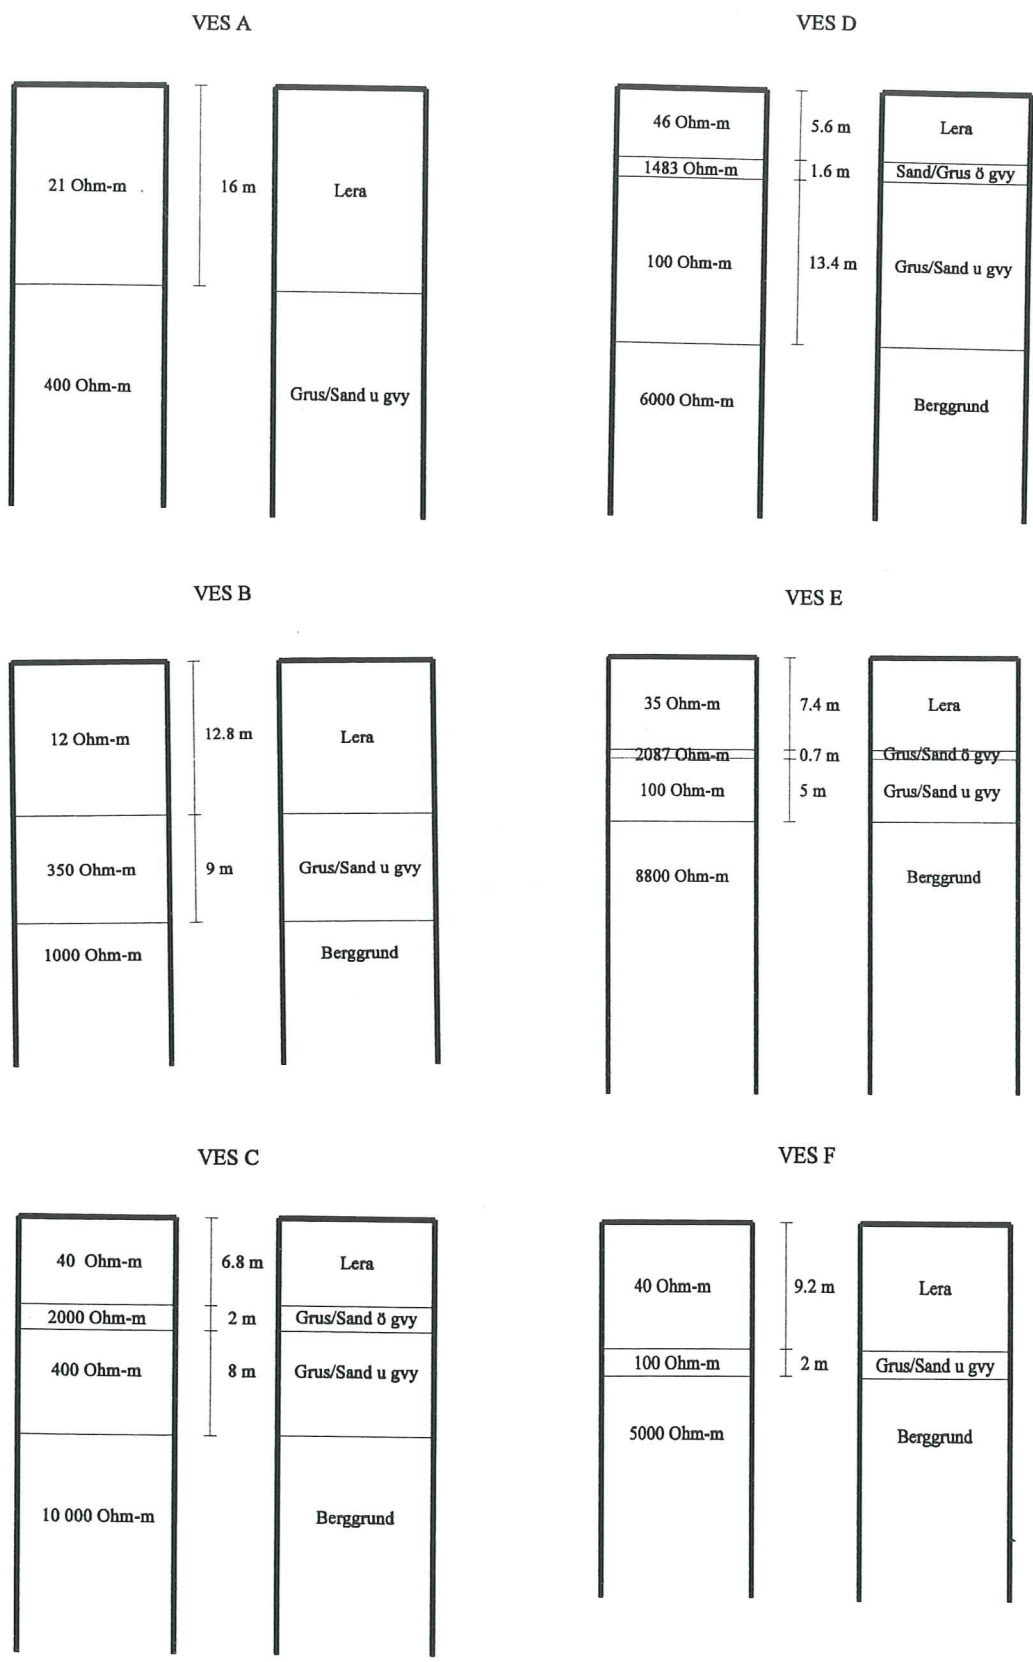 VES A
21 Ohm-m
16 m
Lera
400 Ohm-m
Grus/Sand u gvy
VES D
46 Ohm-m
5.6 m
Lera
1483 Ohm-m
1.6 m
Sand/Grus ö gvy
100 Ohm-m
13.4 m
Grus/Sand u gvy
6000 Ohm-m
Berggrund
VES B
12 Ohm-m
12.8 m
Lera
350 Ohm-m
9 m
Grus/Sand u gvy
1000 Ohm-m
Berggrund
VES E
35 Ohm-m
7.4 m
Lera
2087 Ohm-m
0.7 m
Grus/Sand ö gvy
100 Ohm-m
5 m
Grus/Sand u gvy
8800 Ohm-m
Berggrund
VES C
40 Ohm-m
6.8 m
Lera
2000 Ohm-m
2 m
Grus/Sand ö gvy
400 Ohm-m
8 m
Grus/Sand u gvy
10 000 Ohm-m
Berggrund
VES F
40 Ohm-m
9.2 m
Lera
100 Ohm-m
2 m
Grus/Sand u gvy
5000 Ohm-m
Berggrund